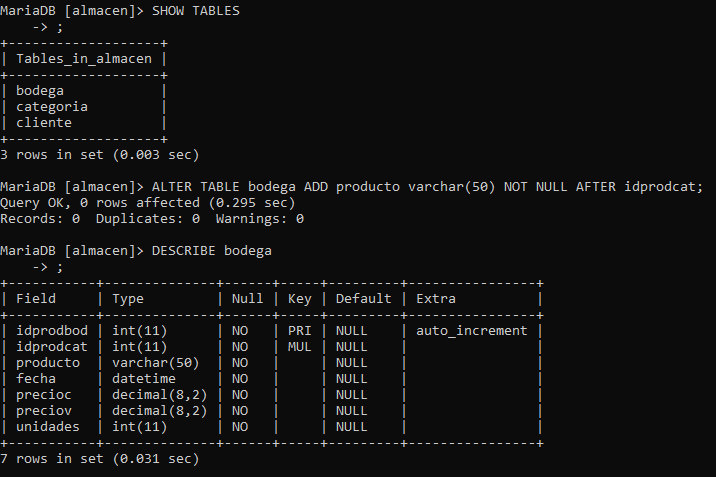 MariaDB [almacen]> SHOW TABLES
    -> ;
+-------------------+
| Tables_in_almacen |
+-------------------+
| bodega            |
| categoria         |
| cliente           |
+-------------------+
3 rows in set (0.003 sec)

MariaDB [almacen]> ALTER TABLE bodega ADD producto varchar(50) NOT NULL AFTER idprodcat;
Query OK, 0 rows affected (0.295 sec)
Records: 0  Duplicates: 0  Warnings: 0

MariaDB [almacen]> DESCRIBE bodega
    -> ;
+-----------+--------------+------+-----+---------+----------------+
| Field     | Type         | Null | Key | Default | Extra          |
+-----------+--------------+------+-----+---------+----------------+
| idprodbod | int(11)      | NO   | PRI | NULL    | auto_increment |
| idprodcat | int(11)      | NO   | MUL | NULL    |                |
| producto  | varchar(50)  | NO   |     | NULL    |                |
| fecha     | datetime     | NO   |     | NULL    |                |
| precioc   | decimal(8,2) | NO   |     | NULL    |                |
| preciov   | decimal(8,2) | NO   |     | NULL    |                |
| unidades  | int(11)      | NO   |     | NULL    |                |
+-----------+--------------+------+-----+---------+----------------+
7 rows in set (0.031 sec)